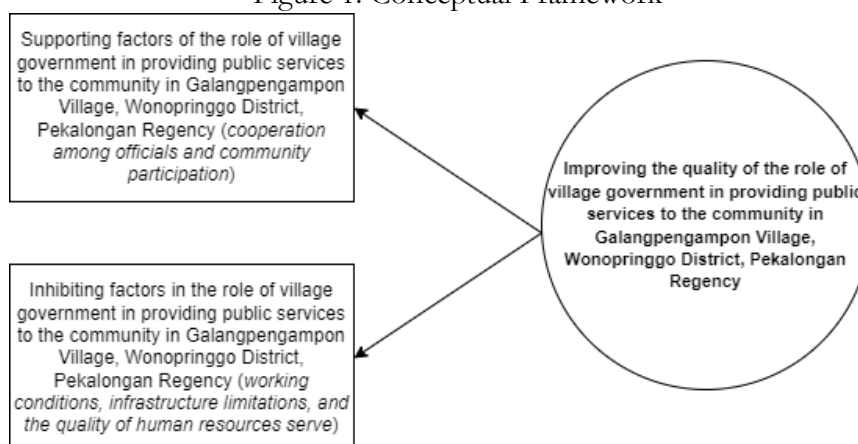 Figure 1. Conceptual Framework
Supporting factors of the role of village
government in providing public services
to the community in Galangpengampon
Village, Wonopringgo District,
Pekalongan Regency (cooperation
among officials and community
participation)
Improving the quality of the role of
village government in providing public
services to the community in
Galangpengampon Village,
Wonopringgo District, Pekalongan
Regency
Inhibiting factors in the role of village
government in providing public services
to the community in Galangpengampon
Village, Wonopringgo District,
Pekalongan Regency (working
conditions, infrastructure limitations, and
the quality of human resources serve)